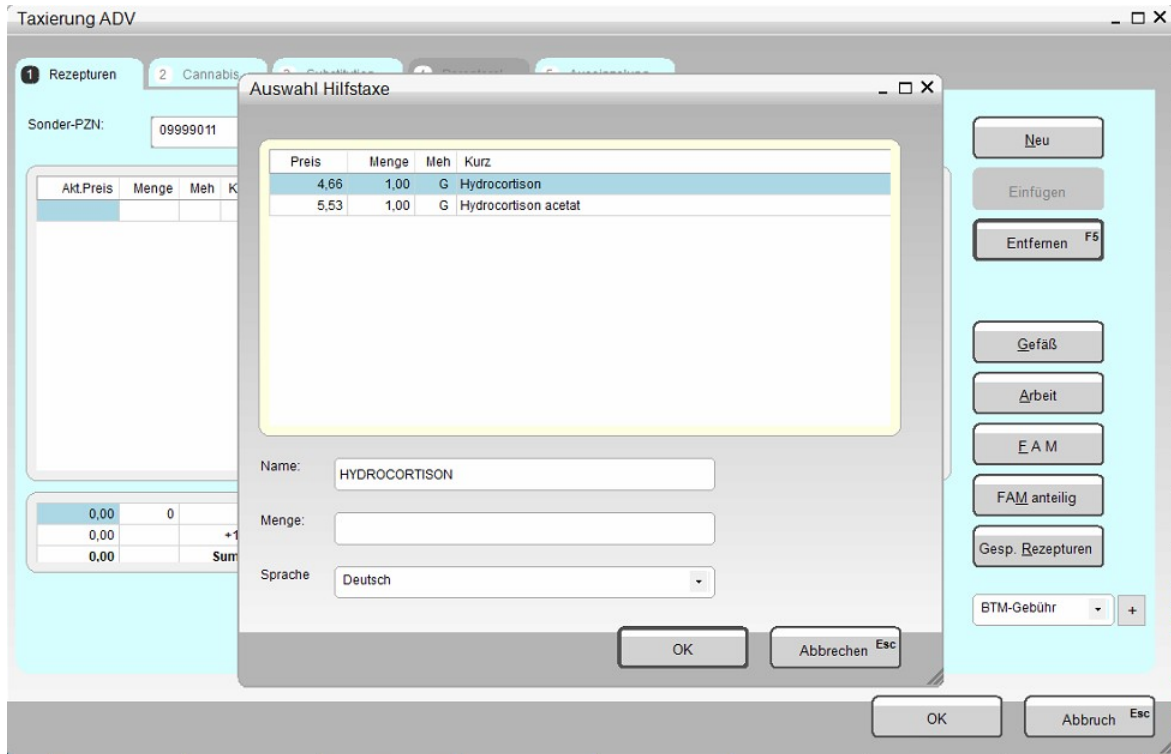 Taxierung ADV
1 Rezepturen
2 Cannabis
Auswahl Hilfstaxe
Sonder-PZN:
09999011
Akt.Preis Menge Meh K
Preis Menge Meh Kurz
4,66 1,00 G Hydrocortison
5,53 1,00 G Hydrocortison acetat
Name:
HYDROCORTISON
Menge:
Sprache
Deutsch
OK
Abbrechen Esc
0,00 0
0,00 +1
0,00 Sum
Neu
Einfügen
Entfernen F5
Gefäß
Arbeit
F A M
FAM anteilig
Gesp. Rezepturen
BTM-Gebühr
+
OK
Abbruch Esc